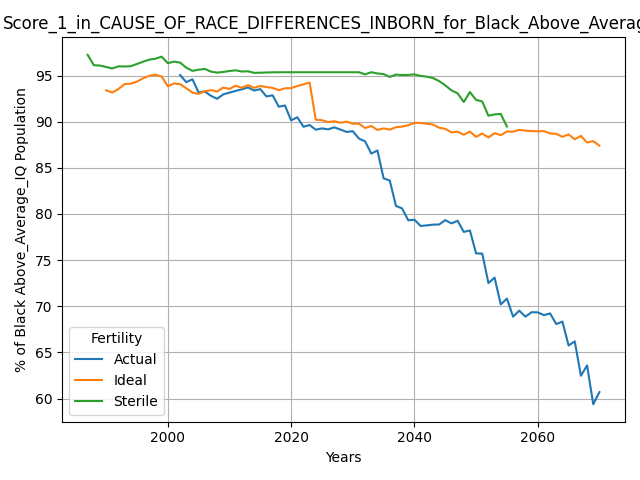 Score_1_in_CAUSE_OF_RACE_DIFFERENCES_INBORN_for_Black_Above_Averag
% of Black Above_Average_IQ Population
95
90
85
80
75
70
65
60
Fertility
Actual
Ideal
Sterile
2000 2020 2040 2060
Years